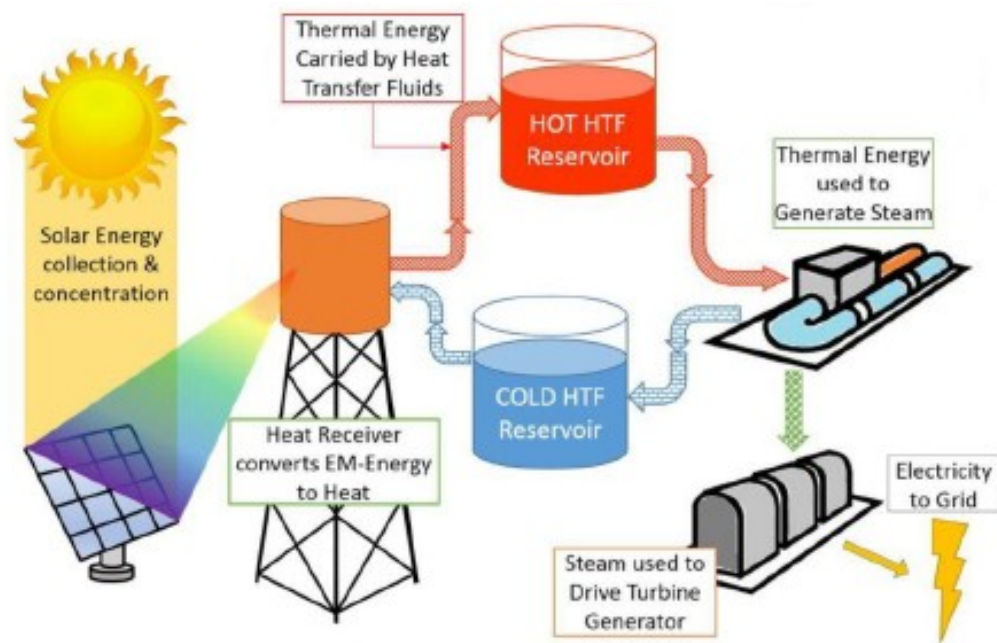 Thermal Energy
Carried by Heat
Transfer Fluids
HOT HTF
Reservoir
Thermal Energy
used to
Generate Steam
Solar Energy
collection &
concentration
COLD HTF
Reservoir
Heat Receiver
converts EM-Energy
to Heat
Electricity
to Grid
Steam used to
Drive Turbine
Generator